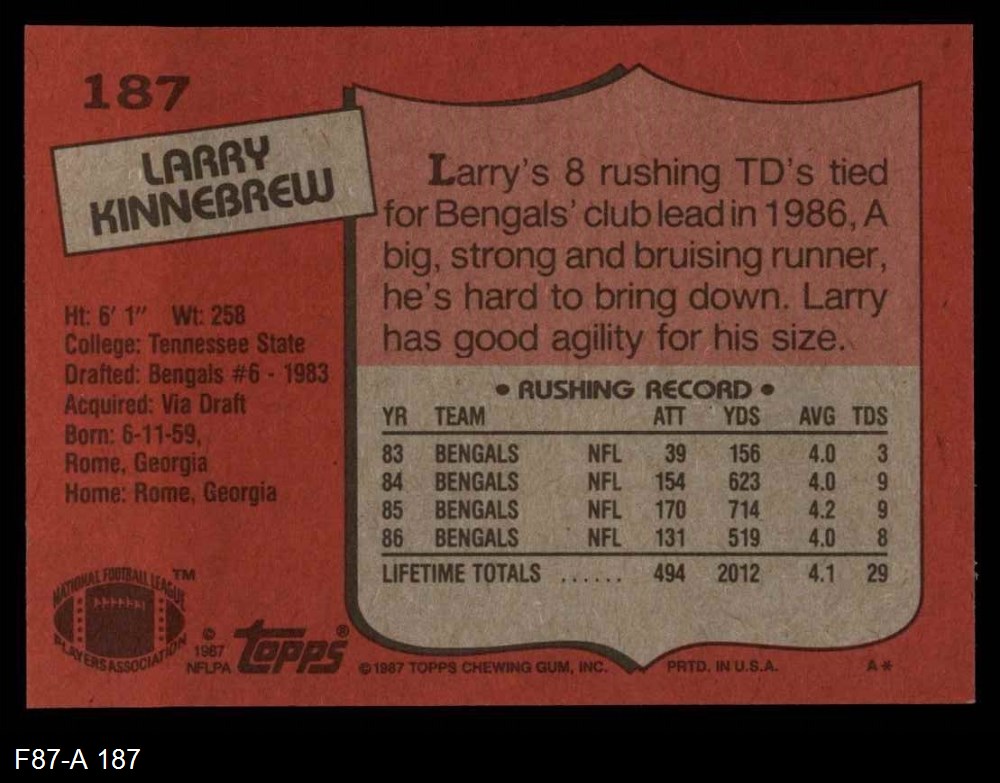 187
LARRY
KINNEBREW
Ht: 6' 1" Wt: 258
College: Tennessee State
Drafted: Bengals #6 - 1983
Acquired: Via Draft
Born: 6-11-59,
Rome, Georgia
Home: Rome, Georgia
Larry's 8 rushing TD's tied
for Bengals' club lead in 1986, A
big, strong and bruising runner,
he's hard to bring down. Larry
has good agility for his size.
• RUSHING RECORD •
YR TEAM ATT YDS AVG TDS
83 BENGALS NFL 39 156 4.0 3
84 BENGALS NFL 154 623 4.0 9
85 BENGALS NFL 170 714 4.2 9
86 BENGALS NFL 131 519 4.0 8
LIFETIME TOTALS ...... 494 2012 4.1 29
NATIONAL FOOTBALL LEAGUE ™
PLAYERS ASSOCIATION
© 1987 NFLPA
topps®
© 1987 TOPPS CHEWING GUM, INC. PRTD. IN U.S.A. A*
F87-A 187